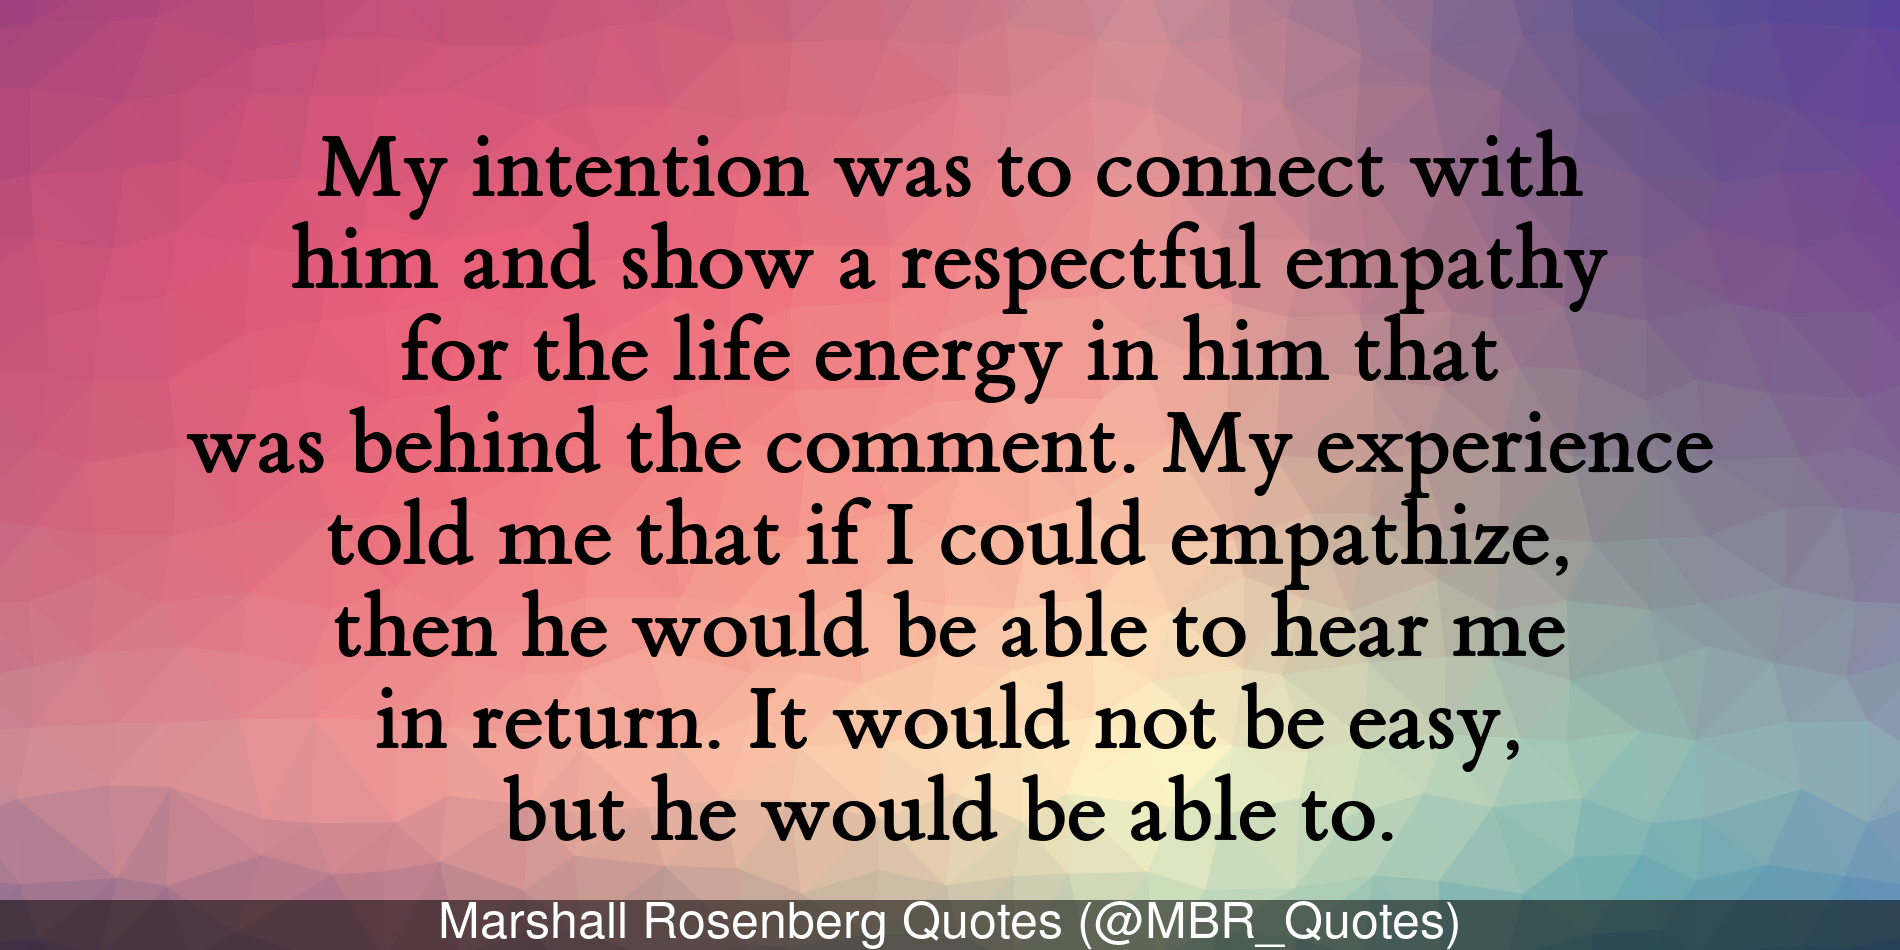 My intention was to connect with
him and show a respectful empathy
for the life energy in him that
was behind the comment. My experience
told me that if I could empathize,
then he would be able to hear me
in return. It would not be easy,
but he would be able to.
Marshall Rosenberg Quotes (@MBR_Quotes)